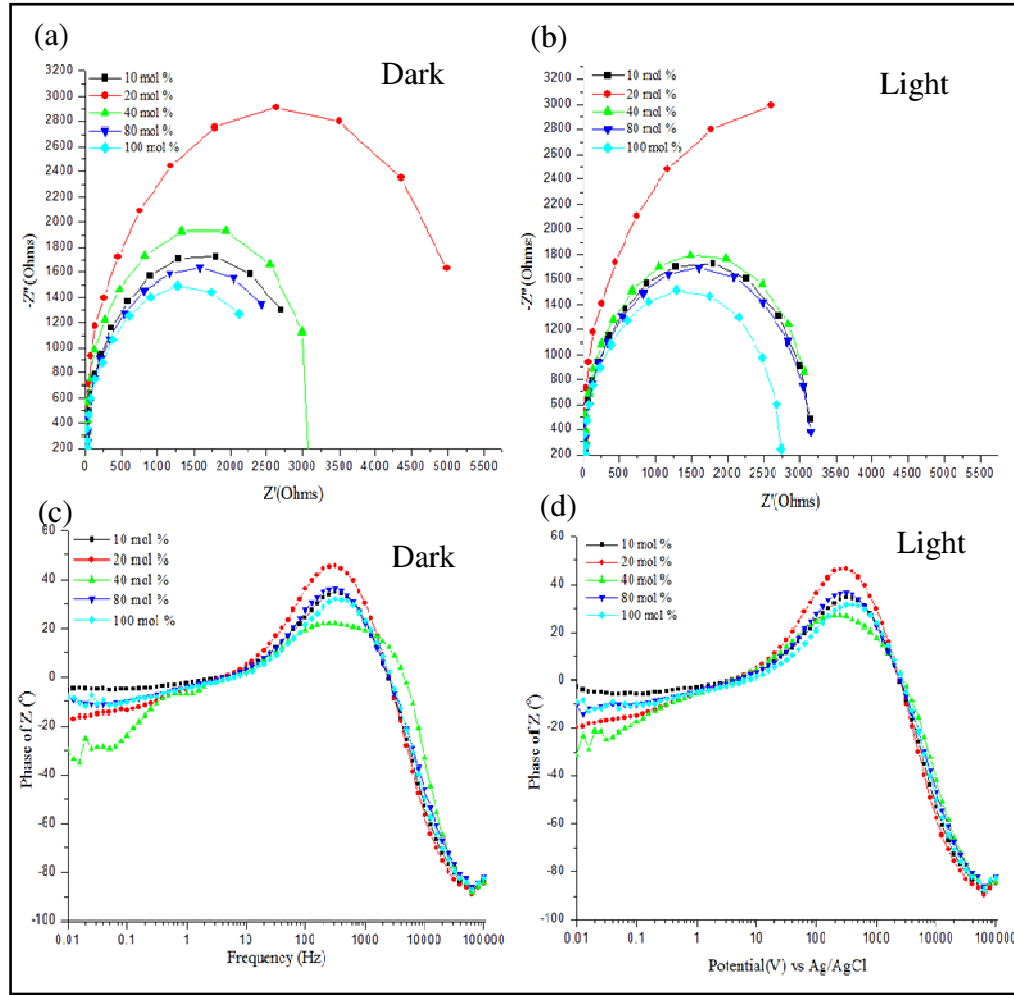 (a)
Dark
10 mol %
20 mol %
40 mol %
80 mol %
100 mol %
3200
3000
2800
2600
2400
2200
2000
1800
1600
1400
1200
1000
800
600
400
200
-Z"(Ohms)
0 500 1000 1500 2000 2500 3000 3500 4000 4500 5000 5500
Z'(Ohms)
(b)
Light
10 mol %
20 mol %
40 mol %
80 mol %
100 mol %
3200
3000
2800
2600
2400
2200
2000
1800
1600
1400
1200
1000
800
600
400
200
-Z"(Ohms)
0 500 1000 1500 2000 2500 3000 3500 4000 4500 5000 5500
Z'(Ohms)
(c)
Dark
10 mol %
20 mol %
40 mol %
80 mol %
100 mol %
60
40
20
0
-20
-40
-60
-80
-100
Phase of Z (°)
0.01 0.1 1 10 100 1000 10000 100000
Frequency (Hz)
(d)
Light
10 mol %
20 mol %
40 mol %
80 mol %
100 mol %
60
40
20
0
-20
-40
-60
-80
-100
Phase of Z (°)
0.01 0.1 1 10 100 1000 10000 100000
Potential(V) vs Ag/AgCl